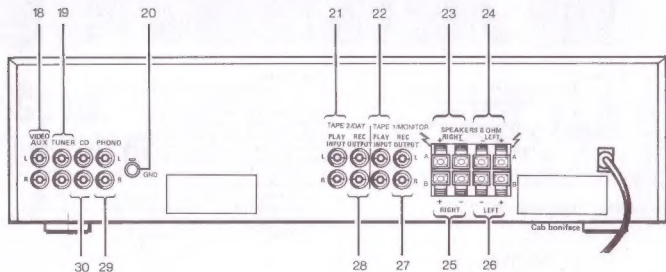 18 19 20 21 22 23 24
VIDEO
AUX TUNER CD PHONO
L L
R R
GND
TAPE 2/DAY TAPE 1/MONITOR
PLAY INPUT REC OUTPUT PLAY INPUT REC OUTPUT
L R
R R
SPEAKERS 8 OHM
+ RIGHT - - LEFT +
A A
B B
+ - - +
RIGHT LEFT
Cab boniface
30 29 28 27 25 26